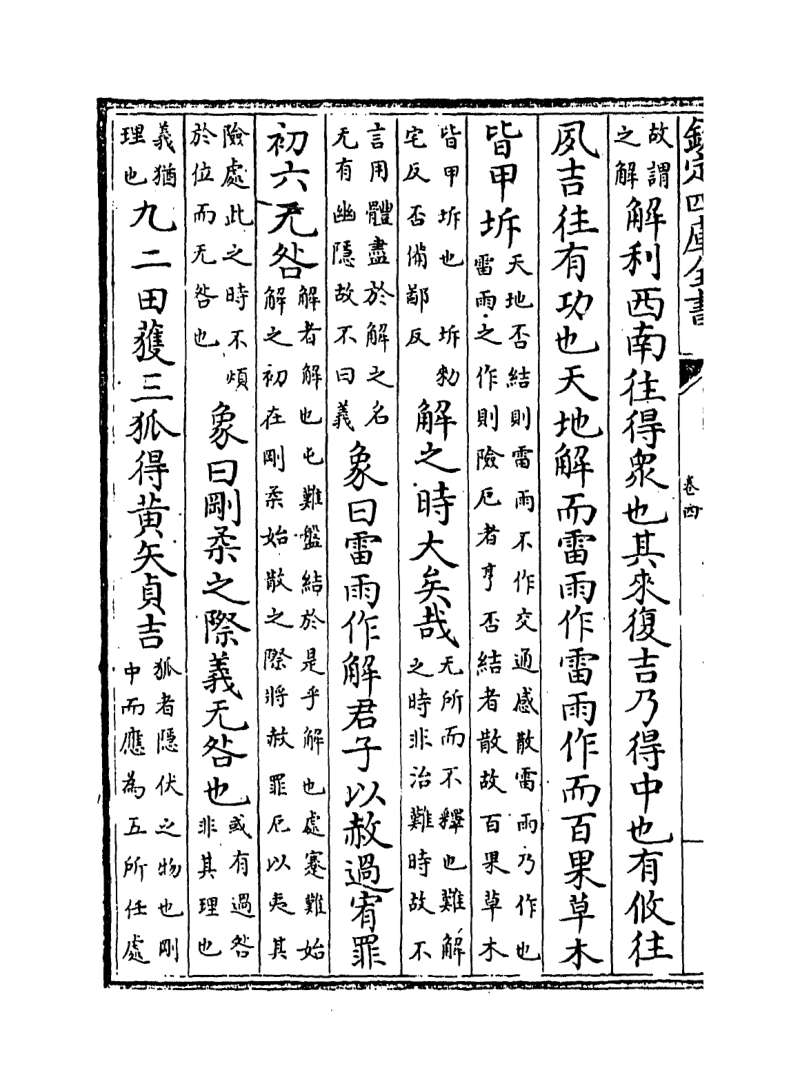 欽定四庫全書 卷四
故謂之解解利西南往得衆也其來復吉乃得中也有攸往
夙吉往有功也天地解而雷雨作雷雨作而百果草木
皆甲坼天地否結則雷雨不作交通感散雷雨乃作也雷雨之作則險厄者亨否結者散故百果草木
皆甲坼也 坼勑宅反否備鄙反解之時大矣哉无所而不釋也難解之時非治難時故不
言用體盡於解之名无有幽隱故不曰義象曰雷雨作解君子以赦過宥罪
初六无咎解者解也屯難盤結於是乎解也處蹇難始解之初在剛柔始散之際將赦罪厄以夷其
險處此之時不煩於位而无咎也象曰剛柔之際義无咎也或有過咎非其理也
義猶理也九二田獲三狐得黄矢貞吉狐者隱伏之物也剛中而應為五所任處